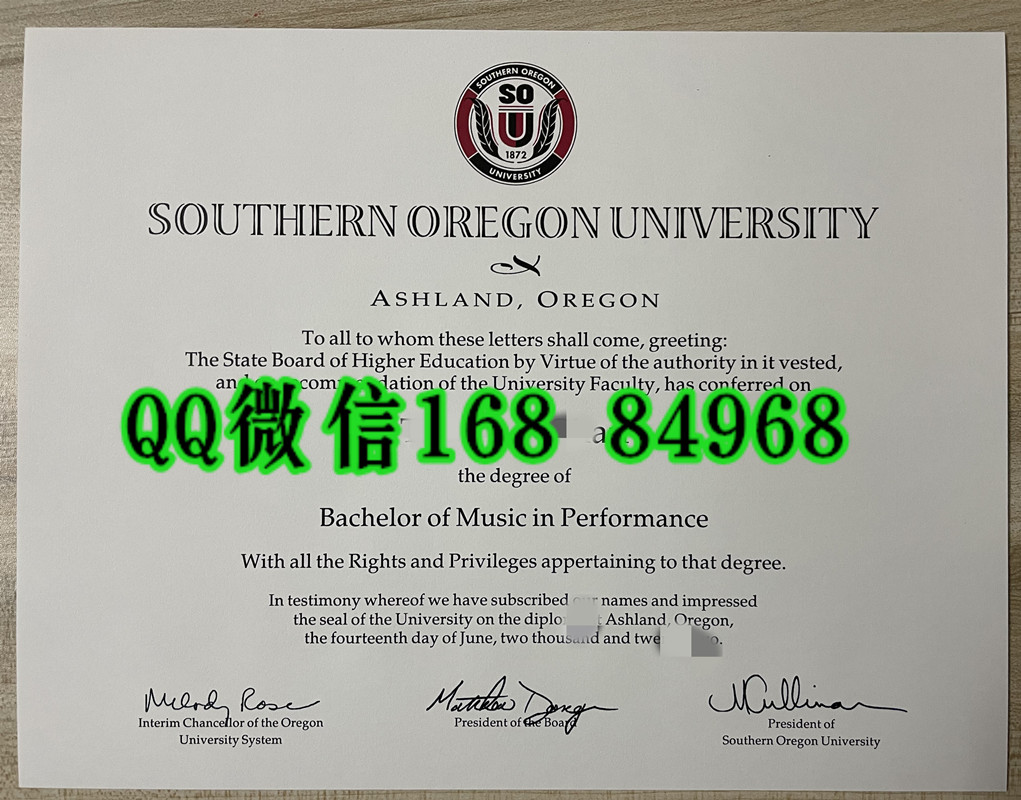 SOUTHERN OREGON
SO
U
1872
UNIVERSITY
SOUTHERN OREGON UNIVERSITY
ASHLAND, OREGON
To all to whom these letters shall come, greeting:
The State Board of Higher Education by Virtue of the authority in it vested,
dation of the University Faculty, has conferred on
QQ微信168 84968
the degree of
Bachelor of Music in Performance
With all the Rights and Privileges appertaining to that degree.
In testimony whereof we have subscribed names and impressed
the seal of the University on the Ashland, Oregon,
the fourteenth day of June, two thousand and
Melody Rose
Interim Chancellor of the Oregon
University System
President of the Board
President of
Southern Oregon University